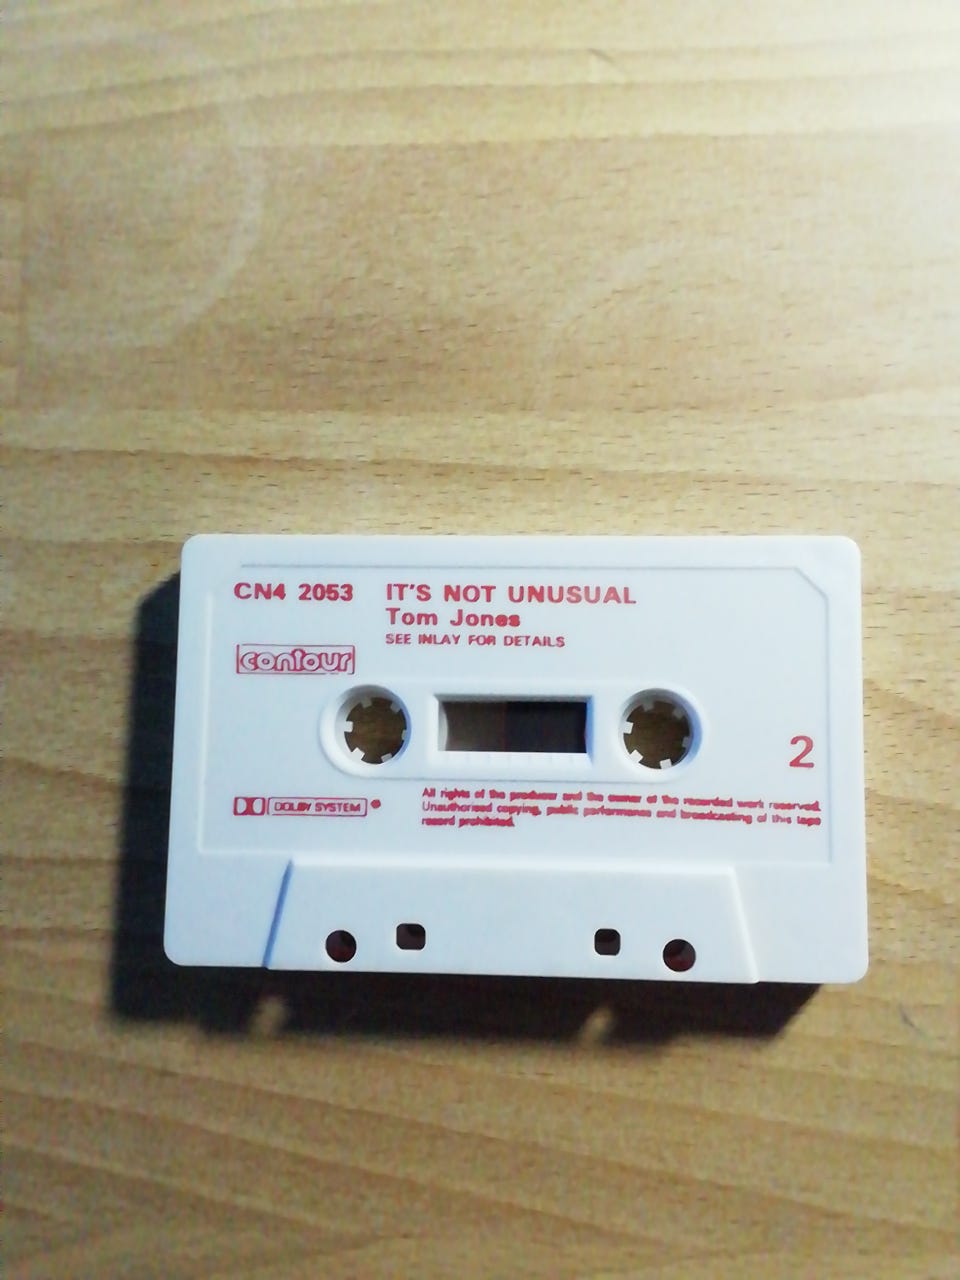 CN4 2053 IT'S NOT UNUSUAL
Tom Jones
SEE INLAY FOR DETAILS
contour
2
DOLBY SYSTEM ®
All rights of the producer and the owner of the recorded work reserved.
Unauthorised copying, public performance and broadcasting of this tape
record prohibited.